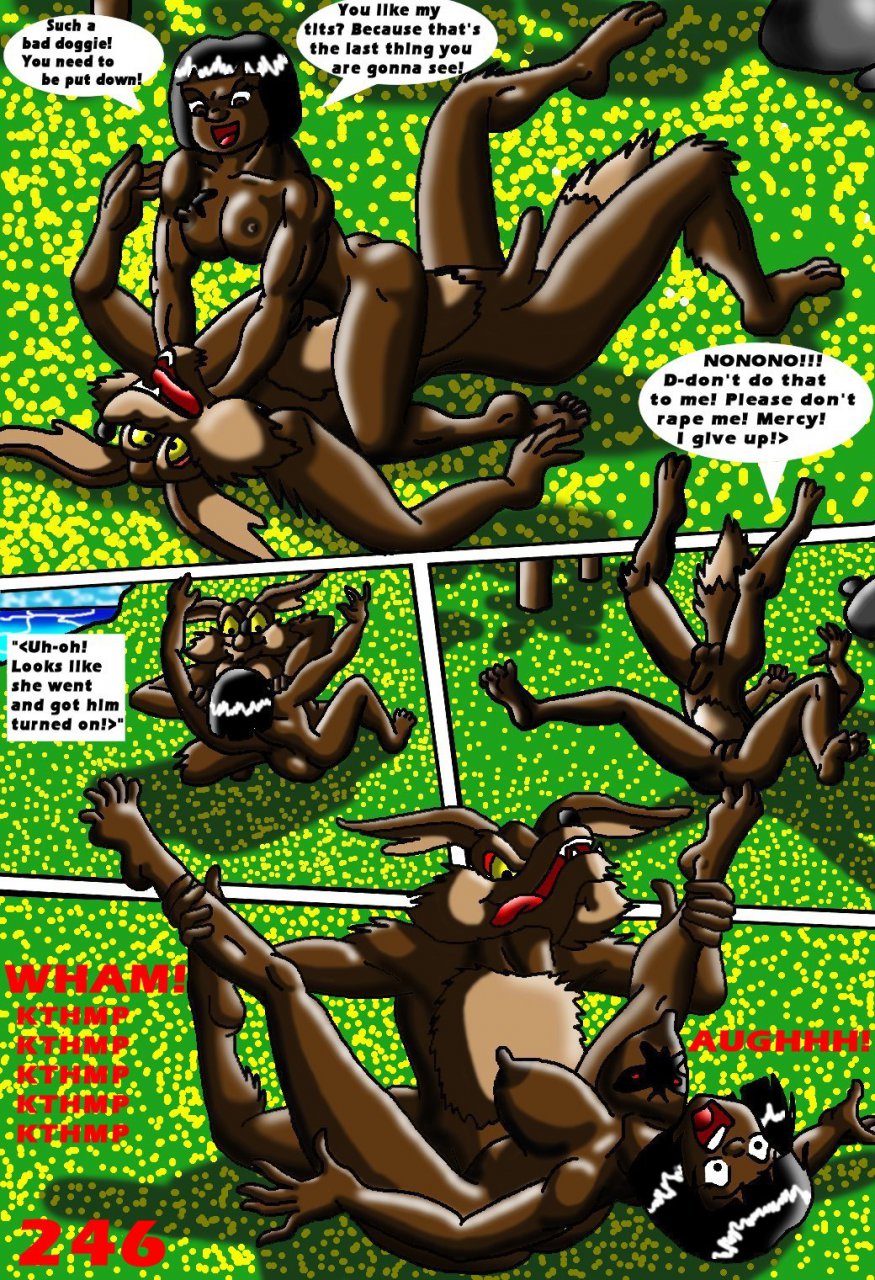 Such a
bad doggie!
You need to
be put down!
You like my
tits? Because that's
the last thing you
are gonna see!
NONONO!!!
D-don't do that
to me! Please don't
rape me! Mercy!
I give up!>
"<Uh-oh!
Looks like
she went
and got him
turned on!>"
WHAM!
KTHMP
KTHMP
KTHMP
KTHMP
KTHMP
AUGHHH!
246